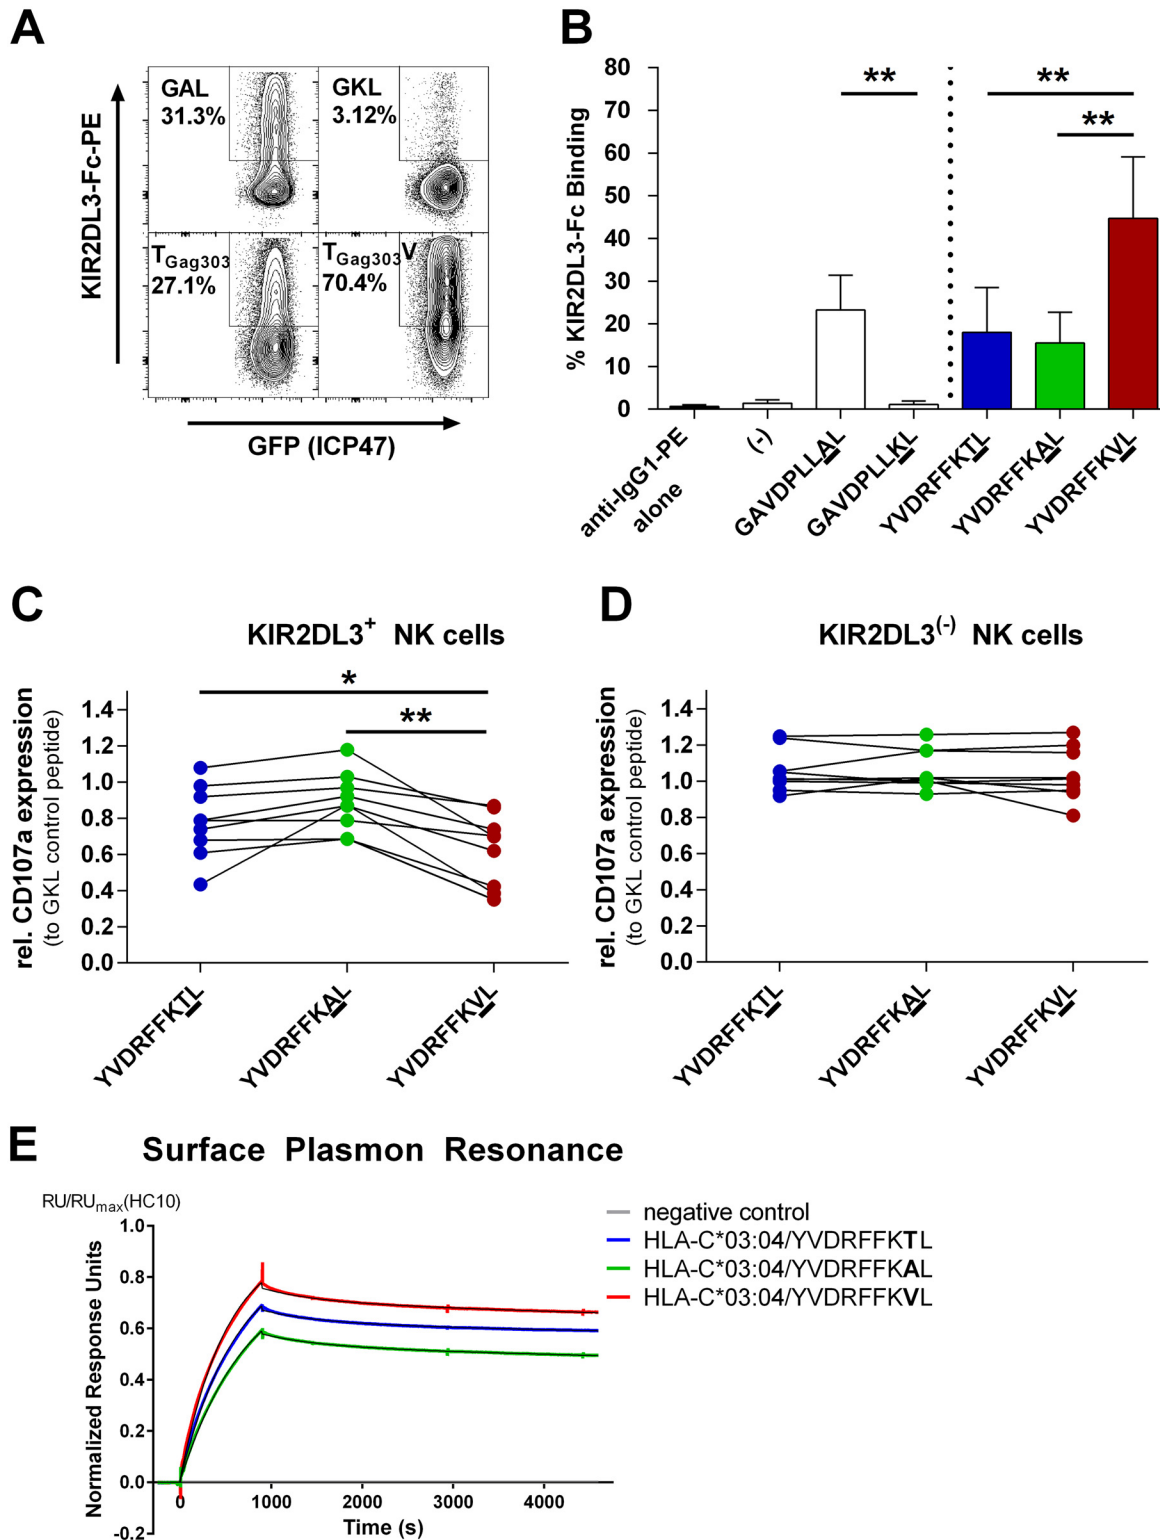 A
KIR2DL3-Fc-PE
GAL
31.3%
GKL
3.12%
TGag303
27.1%
TGag303V
70.4%
GFP (ICP47)
B
% KIR2DL3-Fc Binding
80
70
60
50
40
30
20
10
0
**
**
**
anti-IgG1-PE
alone
(-)
GAVDPLLAL
GAVDPLLKL
YVDRFFKTL
YVDRFFKAL
YVDRFFKVL
C
KIR2DL3+ NK cells
rel. CD107a expression
(to GKL control peptide)
1.4
1.2
1.0
0.8
0.6
0.4
0.2
0.0
*
**
YVDRFFKTL
YVDRFFKAL
YVDRFFKVL
D
KIR2DL3(-) NK cells
rel. CD107a expression
(to GKL control peptide)
1.4
1.2
1.0
0.8
0.6
0.4
0.2
0.0
YVDRFFKTL
YVDRFFKAL
YVDRFFKVL
E
Surface Plasmon Resonance
RU/RUmax(HC10)
Normalized Response Units
1.0
0.8
0.6
0.4
0.2
0.0
-0.2
0
1000
2000
3000
4000
Time (s)
negative control
HLA-C*03:04/YVDRFFKTL
HLA-C*03:04/YVDRFFKAL
HLA-C*03:04/YVDRFFKVL